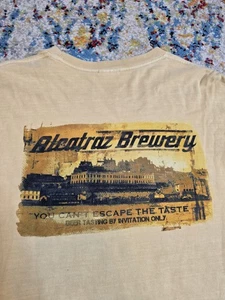 Alcatraz Brewery
"YOU CAN'T ESCAPE THE TASTE"
BEER TASTING BY INVITATION ONLY